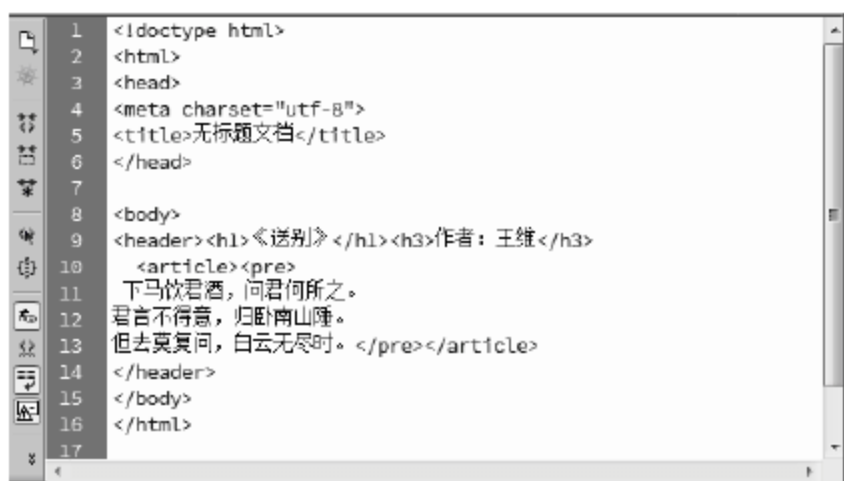 1 <!doctype html>
2 <html>
3 <head>
4 <meta charset="utf-8">
5 <title>无标题文档</title>
6 </head>
7
8 <body>
9 <header><h1>《送别》</h1><h3>作者：王维</h3>
10 <article><pre>
11 下马饮君酒，问君何所之。
12 君言不得意，归卧南山陲。
13 但去莫复问，白云无尽时。</pre></article>
14 </header>
15 </body>
16 </html>
17